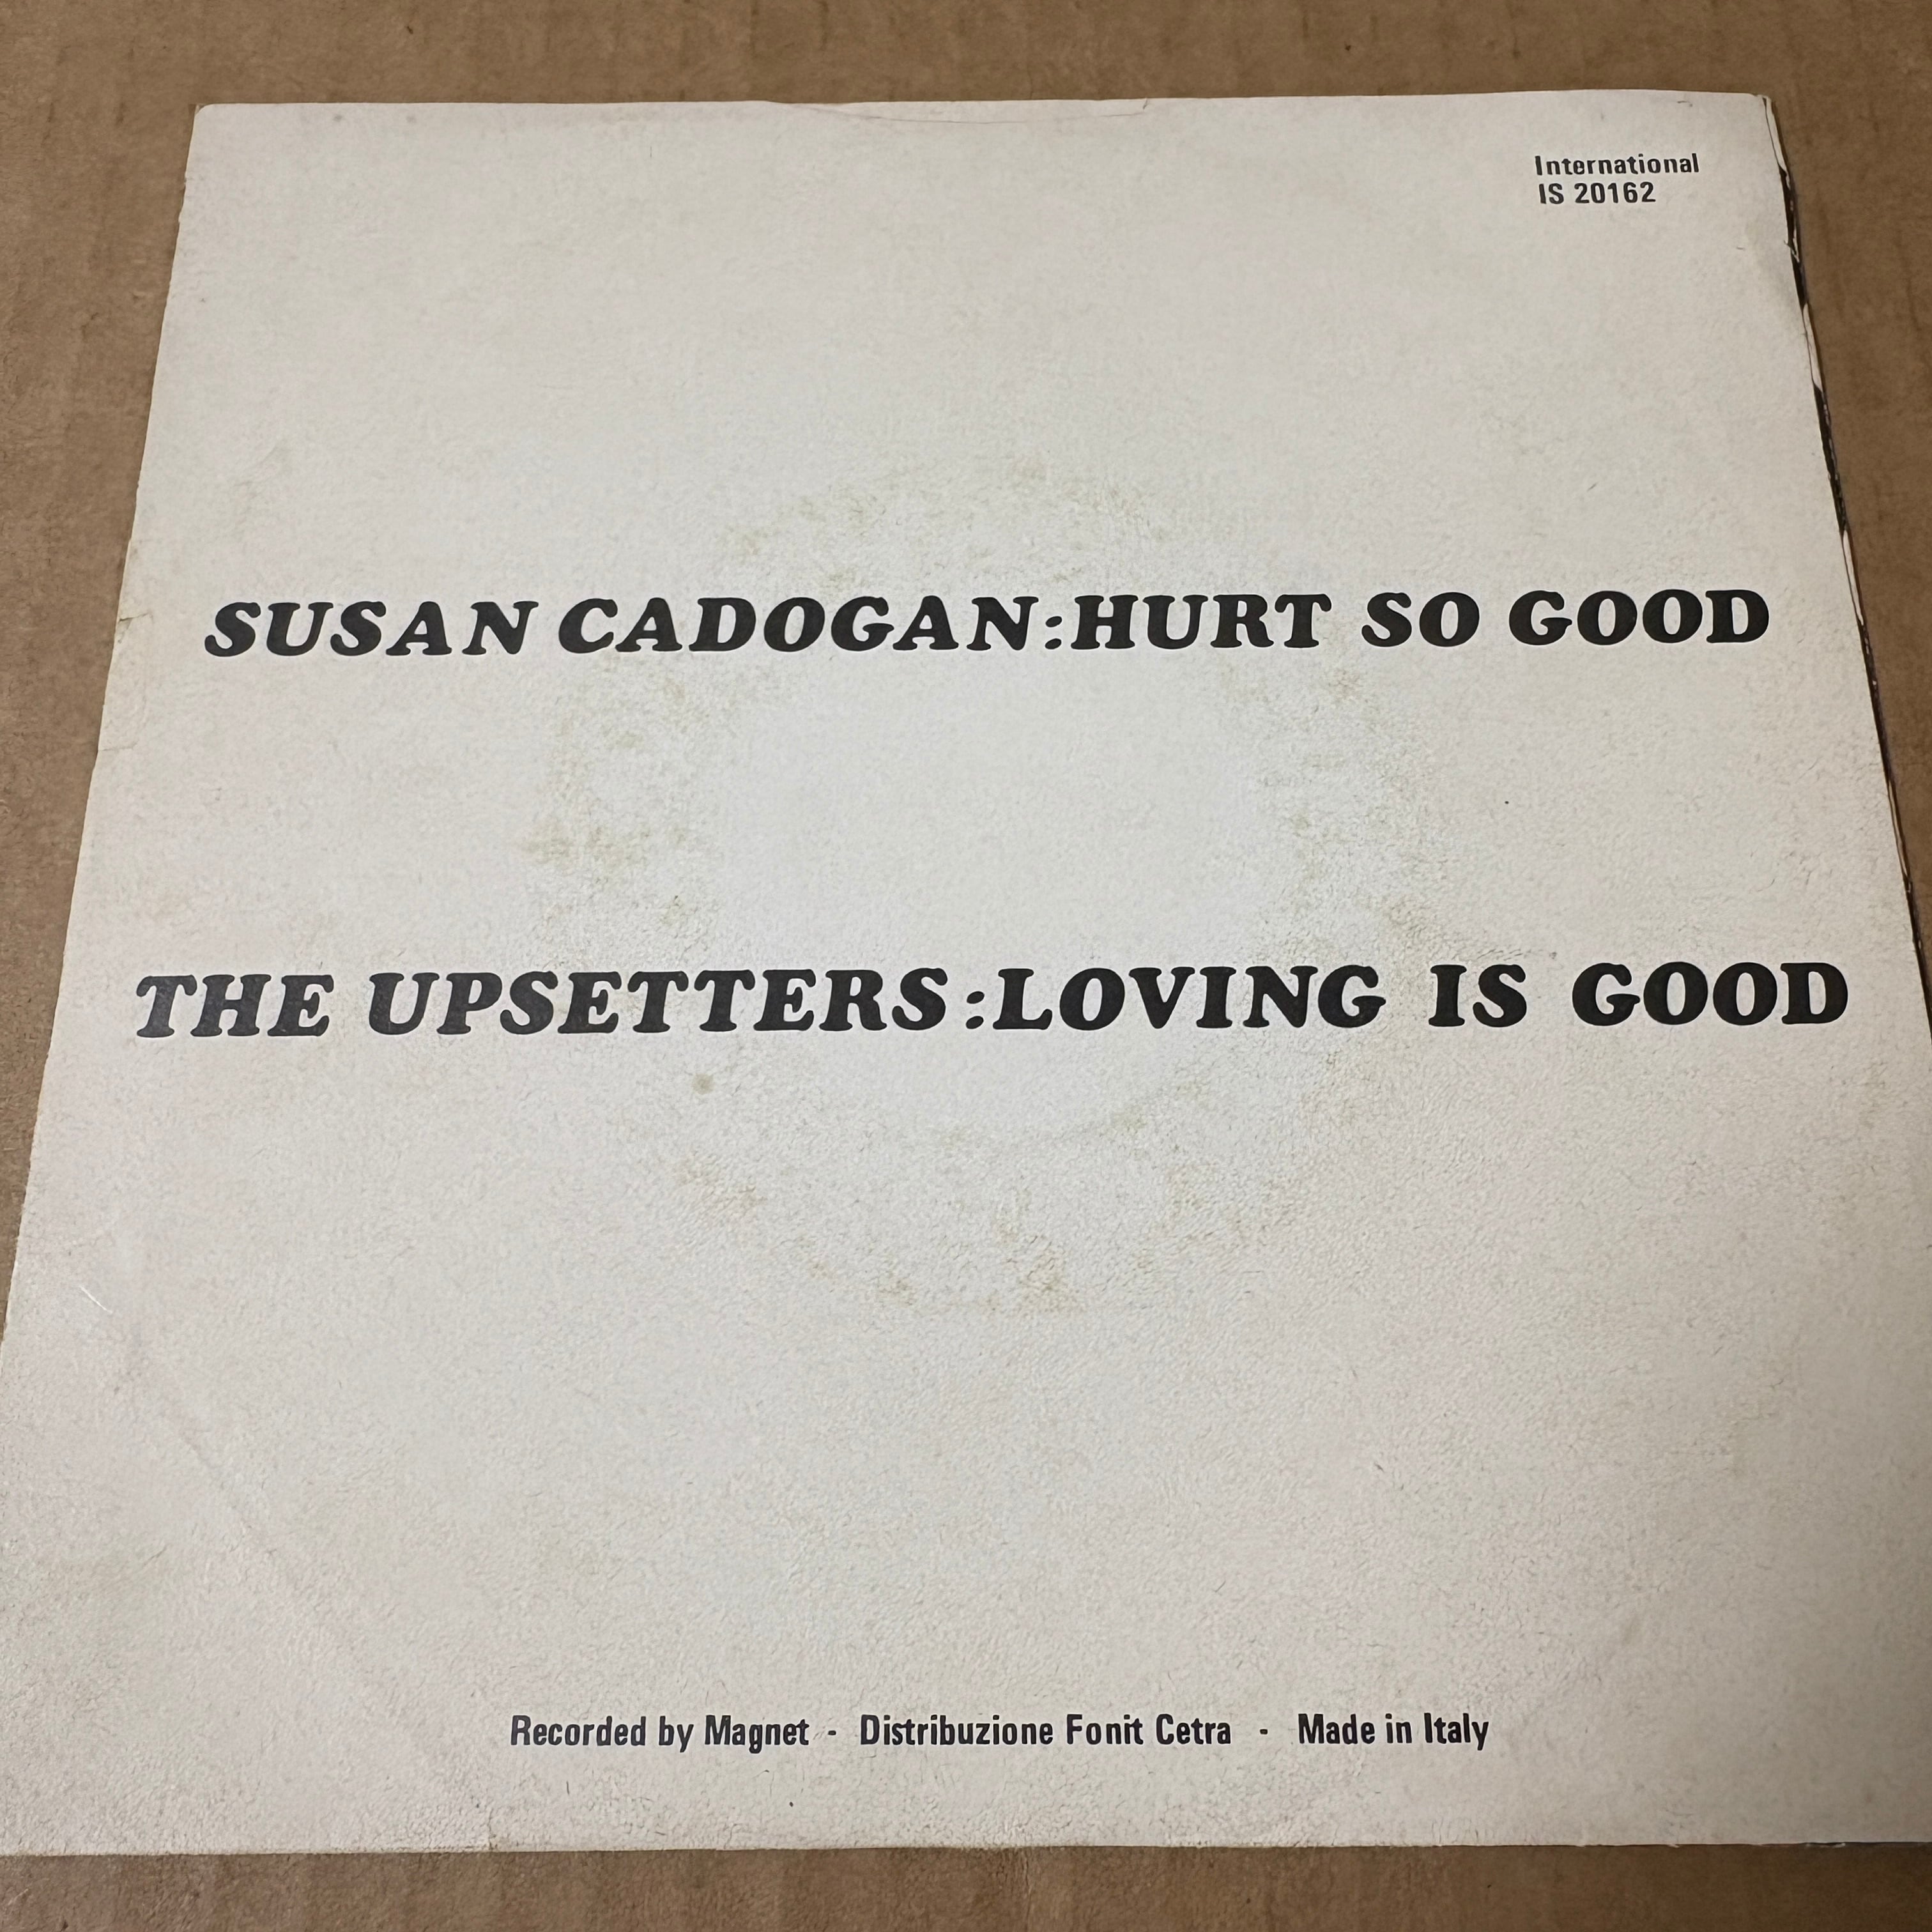 International
IS 20162
SUSAN CADOGAN:HURT SO GOOD
THE UPSETTERS:LOVING IS GOOD
Recorded by Magnet - Distribuzione Fonit Cetra - Made in Italy